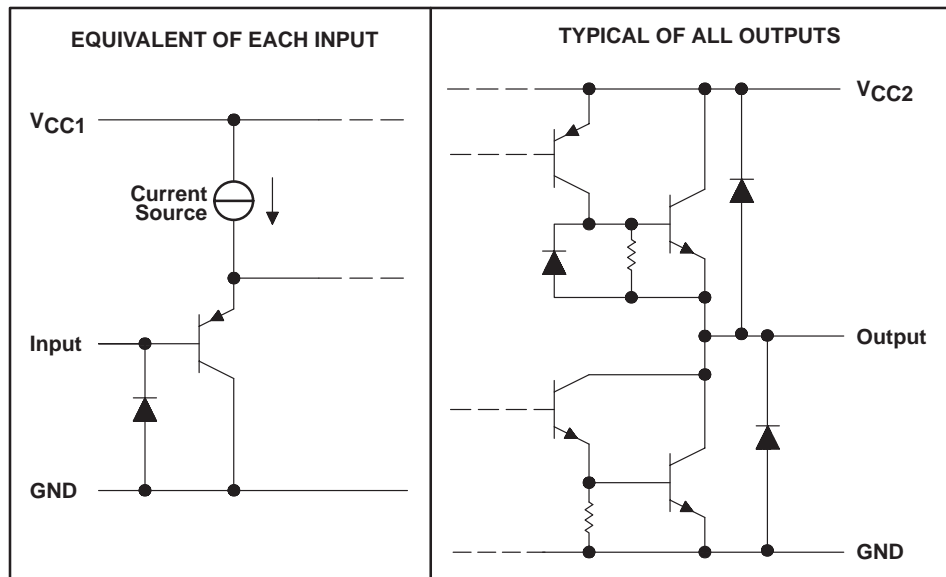 EQUIVALENT OF EACH INPUT
VCC1
Current
Source
Input
GND
TYPICAL OF ALL OUTPUTS
VCC2
Output
GND